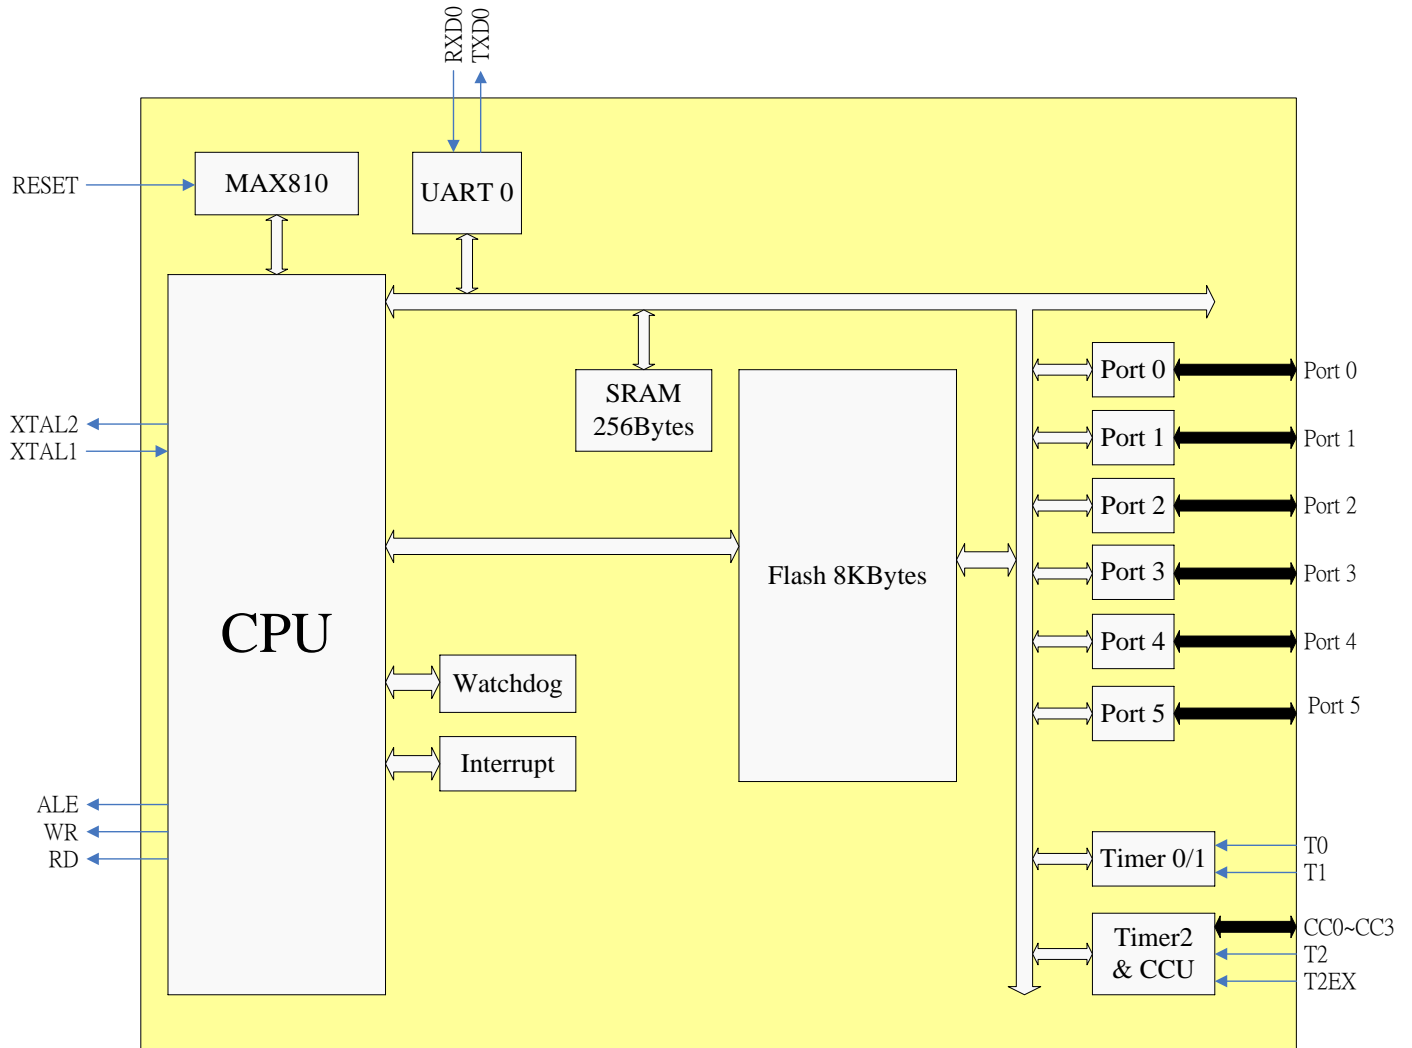 RXD0
TXD0
RESET
MAX810
UART 0
SRAM
256Bytes
Port 0
Port 0
XTAL2
XTAL1
Port 1
Port 1
Port 2
Port 2
Flash 8KBytes
Port 3
Port 3
CPU
Port 4
Port 4
Watchdog
Port 5
Port 5
Interrupt
ALE
WR
RD
Timer 0/1
T0
T1
Timer2
& CCU
CC0~CC3
T2
T2EX